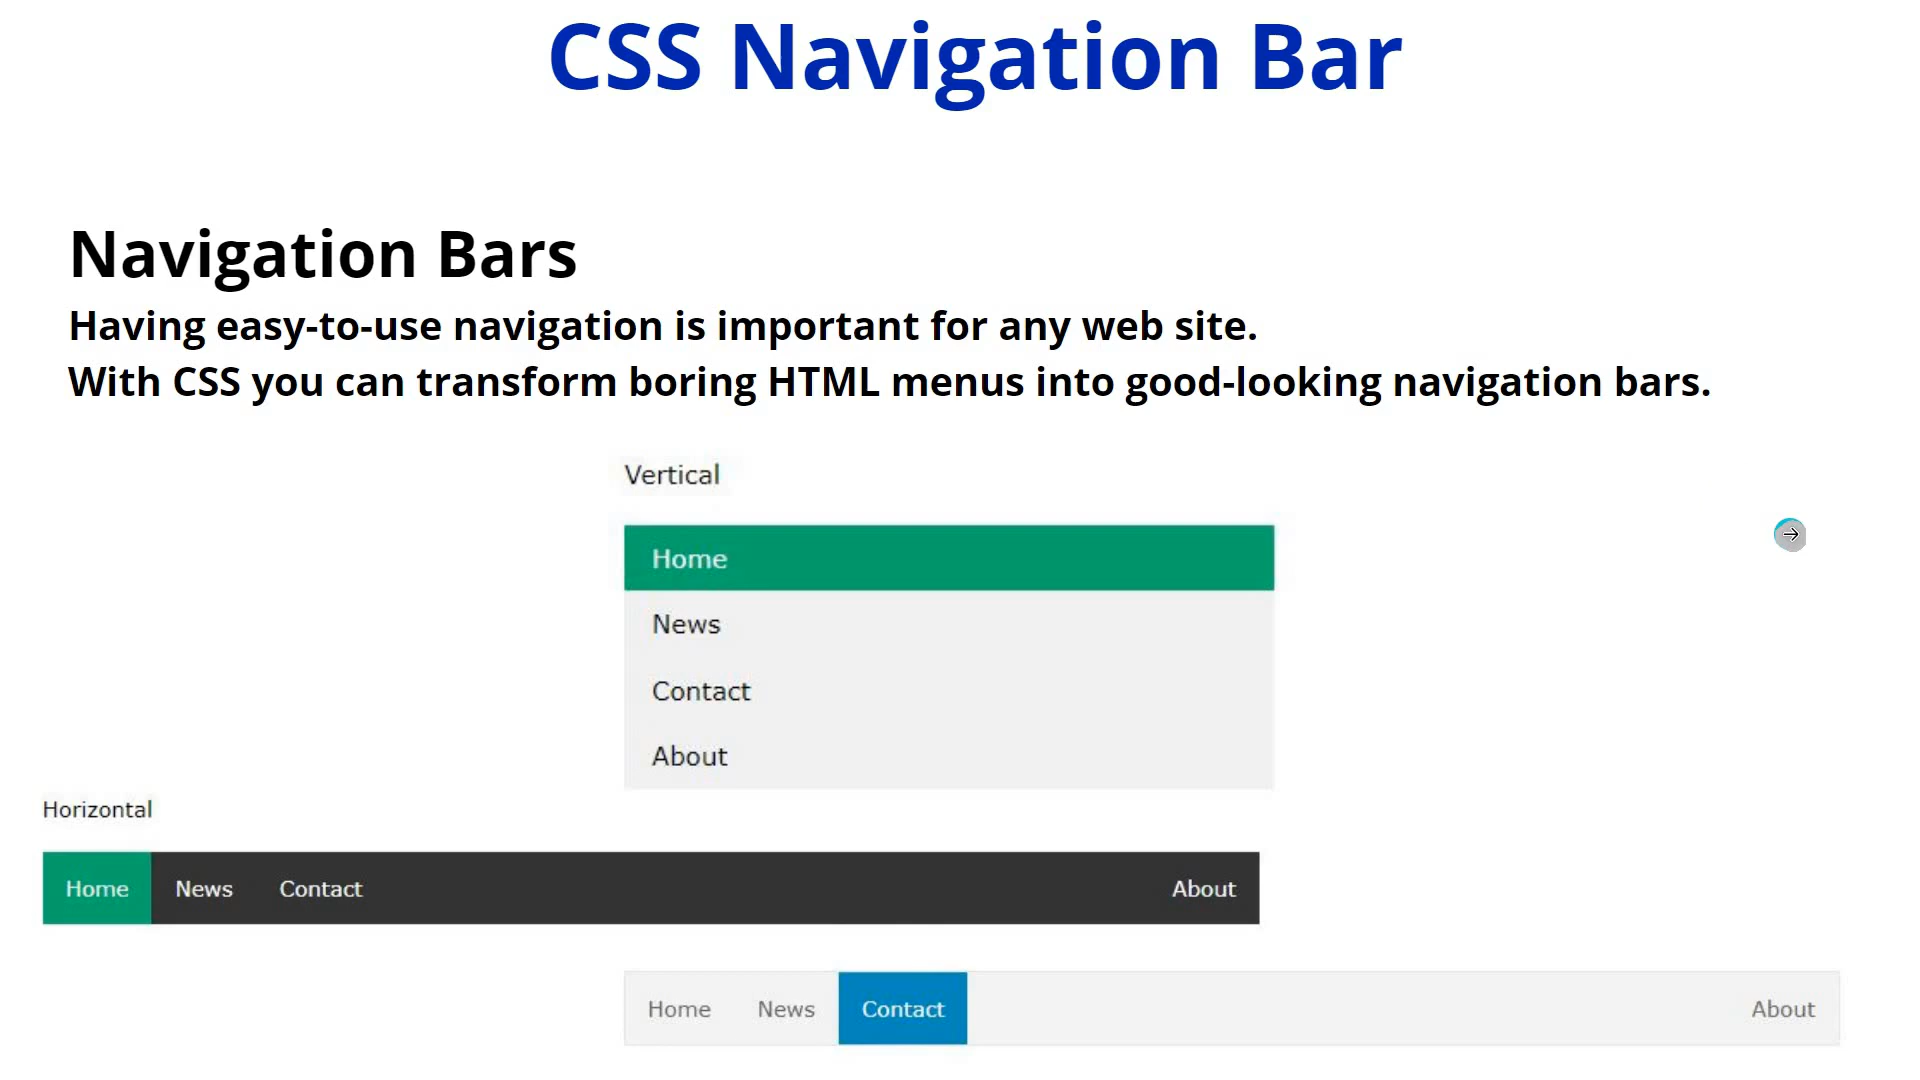 CSS Navigation Bar
Navigation Bars
Having easy-to-use navigation is important for any web site.
With CSS you can transform boring HTML menus into good-looking navigation bars.
Vertical
Home
News
Contact
About
Horizontal
Home News Contact About
Home News Contact About